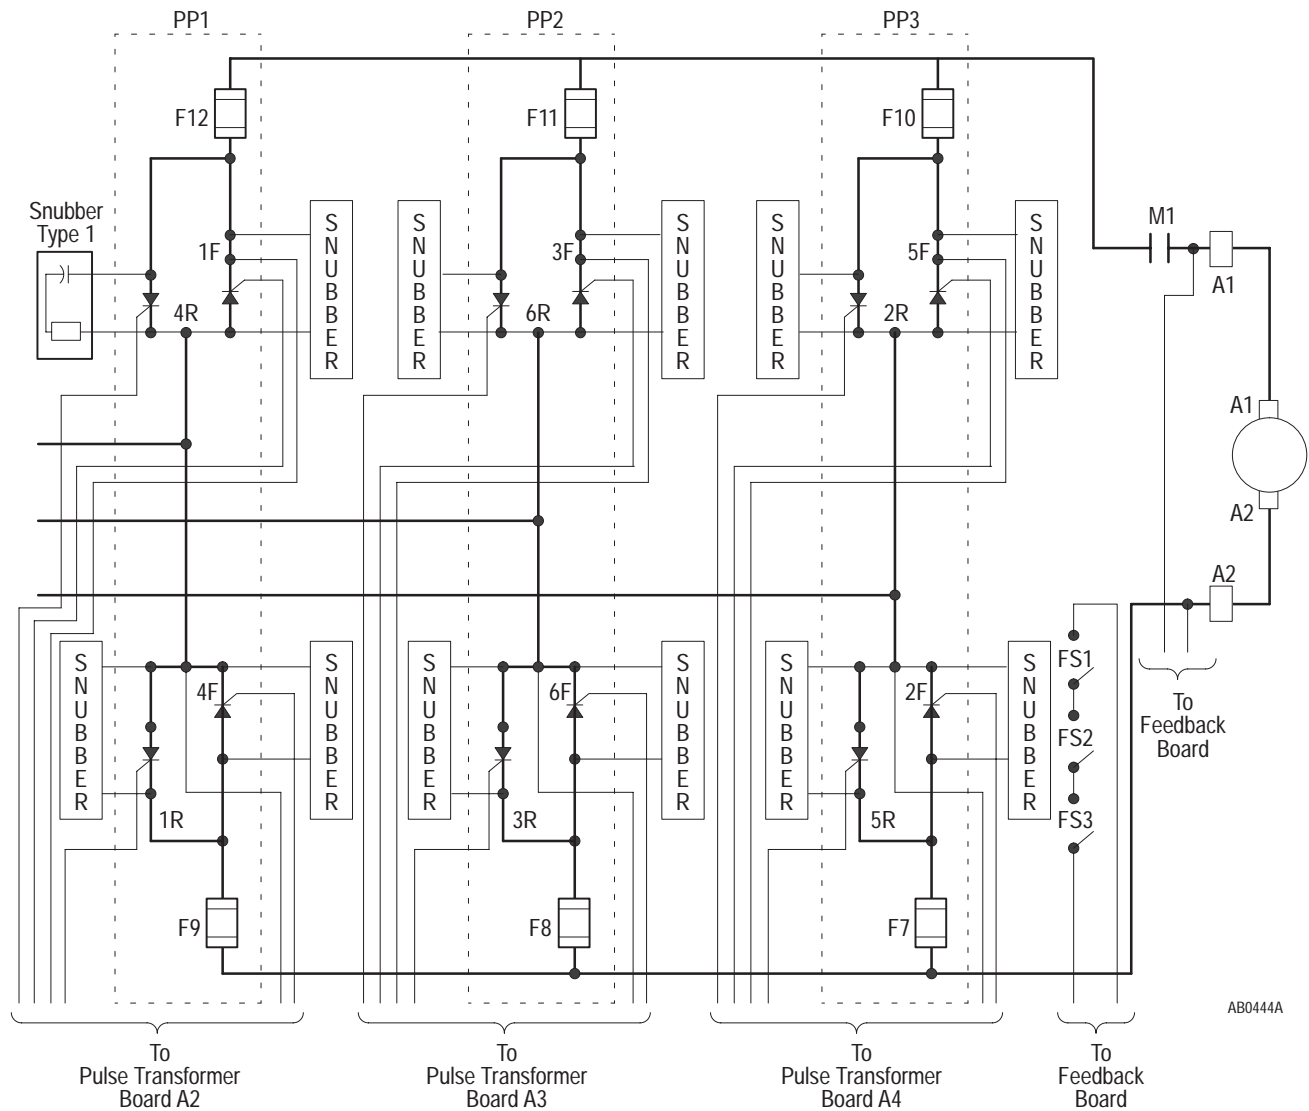 PP1
PP2
PP3
F12
F11
F10
Snubber
Type 1
1F
4R
SNUBBER
SNUBBER
3F
6R
SNUBBER
SNUBBER
5F
2R
SNUBBER
M1
A1
A1
A2
A2
SNUBBER
4F
1R
SNUBBER
SNUBBER
6F
3R
SNUBBER
SNUBBER
2F
5R
SNUBBER
FS1
FS2
FS3
To
Feedback
Board
F9
F8
F7
AB0444A
To
Pulse Transformer
Board A2
To
Pulse Transformer
Board A3
To
Pulse Transformer
Board A4
To
Feedback
Board